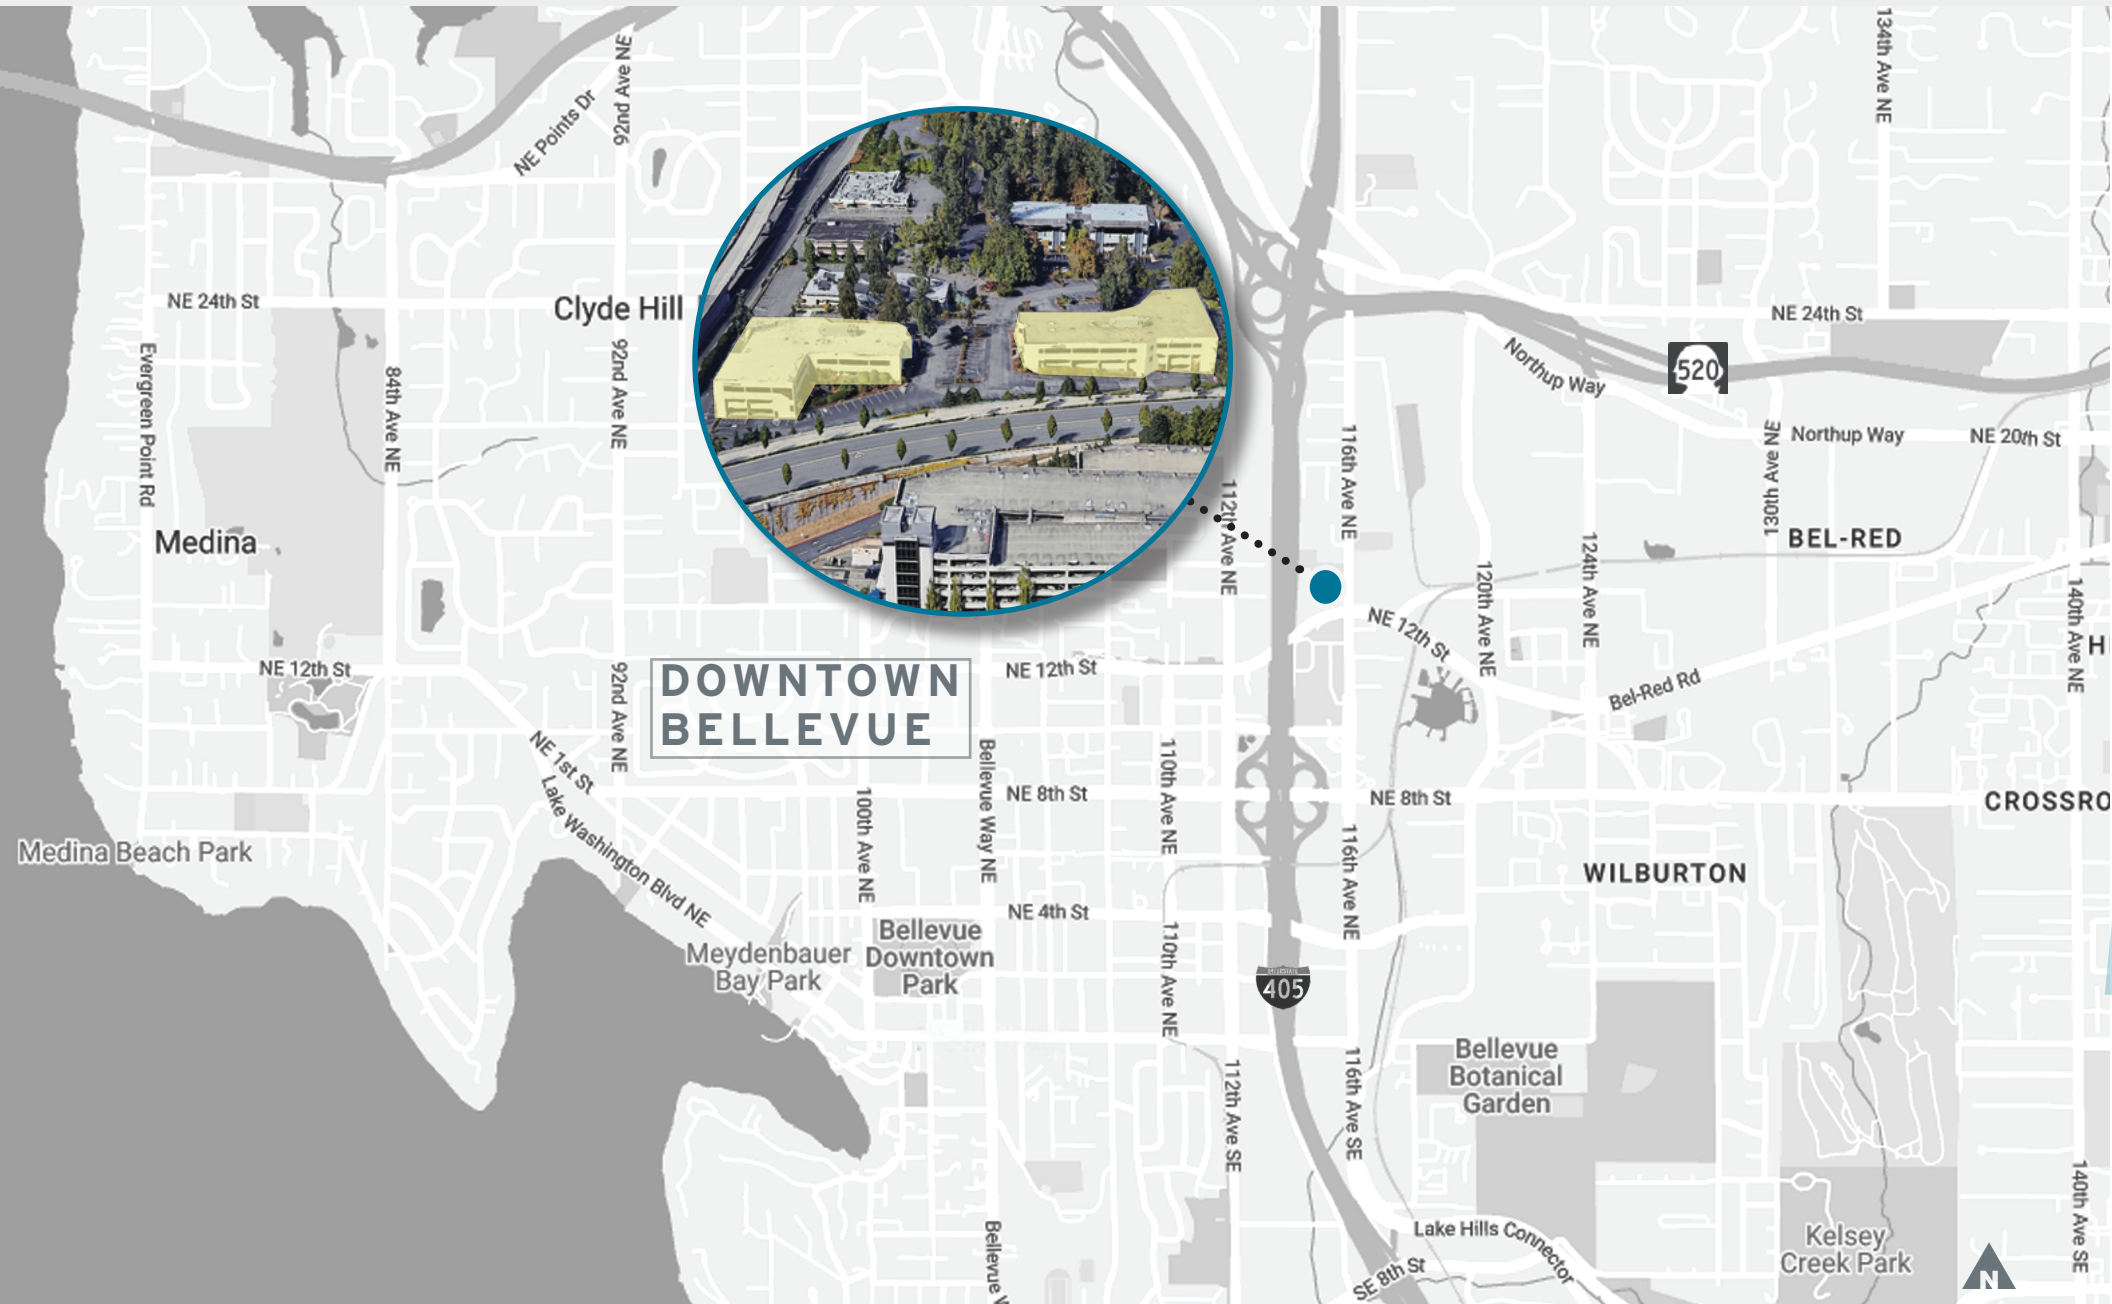 134th Ave NE
92nd Ave NE
NE Points Dr
NE 24th St
Clyde Hill
NE 24th St
Northup Way
520
Evergreen Point Rd
84th Ave NE
92nd Ave NE
116th Ave NE
130th Ave NE
Northup Way
NE 20th St
112th Ave NE
Medina
BEL-RED
120th Ave NE
124th Ave NE
140th Ave NE
NE 12th St
NE 12th St
92nd Ave NE
DOWNTOWN
BELLEVUE
NE 12th St
Bel-Red Rd
H
NE 1st St
Lake Washington Blvd NE
100th Ave NE
Bellevue Way NE
NE 8th St
110th Ave NE
NE 8th St
116th Ave NE
CROSSRO
Medina Beach Park
WILBURTON
NE 4th St
Meydenbauer
Bay Park
Bellevue
Downtown
Park
110th Ave NE
INTERSTATE
405
112th Ave SE
116th Ave SE
Bellevue
Botanical
Garden
140th Ave SE
Bellevue W
Lake Hills Connector
SE 8th St
Kelsey
Creek Park
N